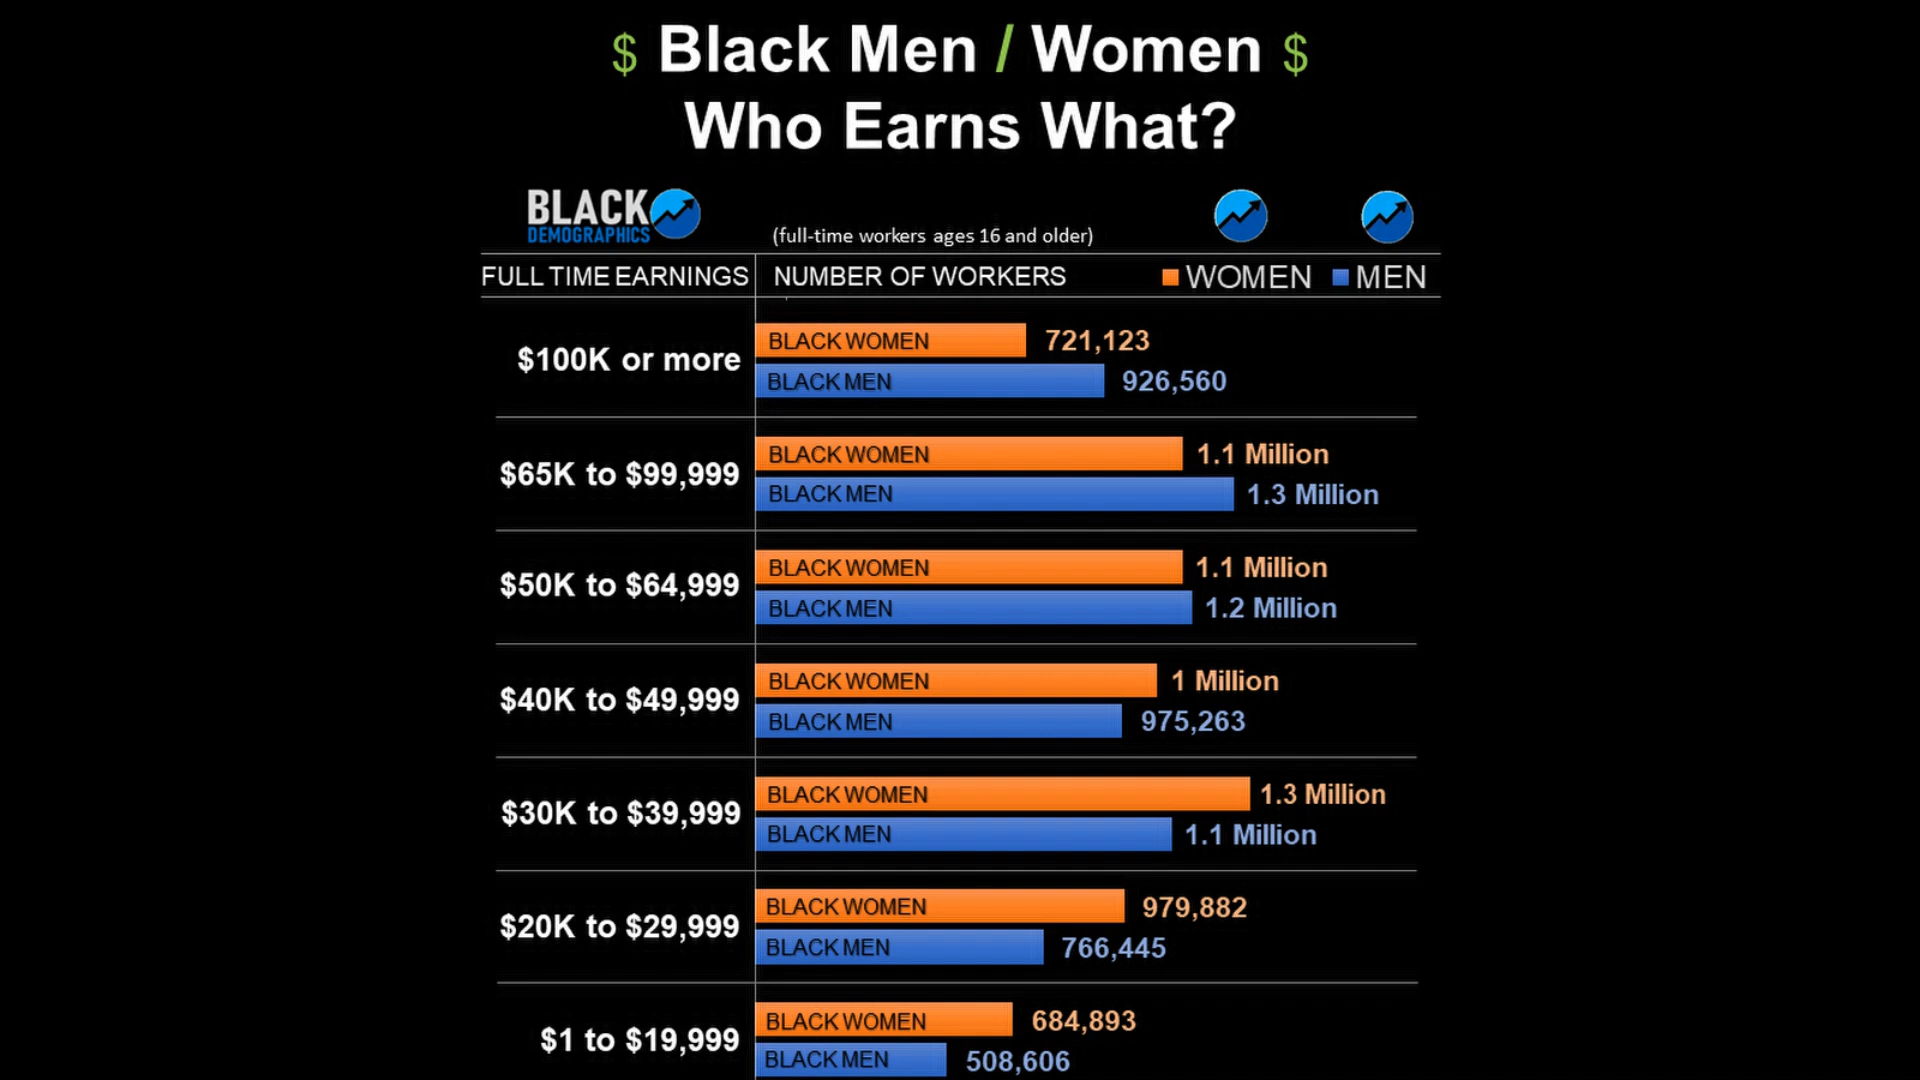 $ Black Men / Women $
Who Earns What?
BLACK
DEMOGRAPHICS
(full-time workers ages 16 and older)
FULL TIME EARNINGS NUMBER OF WORKERS WOMEN MEN
$100K or more
BLACK WOMEN 721,123
BLACK MEN 926,560
$65K to $99,999
BLACK WOMEN 1.1 Million
BLACK MEN 1.3 Million
$50K to $64,999
BLACK WOMEN 1.1 Million
BLACK MEN 1.2 Million
$40K to $49,999
BLACK WOMEN 1 Million
BLACK MEN 975,263
$30K to $39,999
BLACK WOMEN 1.3 Million
BLACK MEN 1.1 Million
$20K to $29,999
BLACK WOMEN 979,882
BLACK MEN 766,445
$1 to $19,999
BLACK WOMEN 684,893
BLACK MEN 508,606